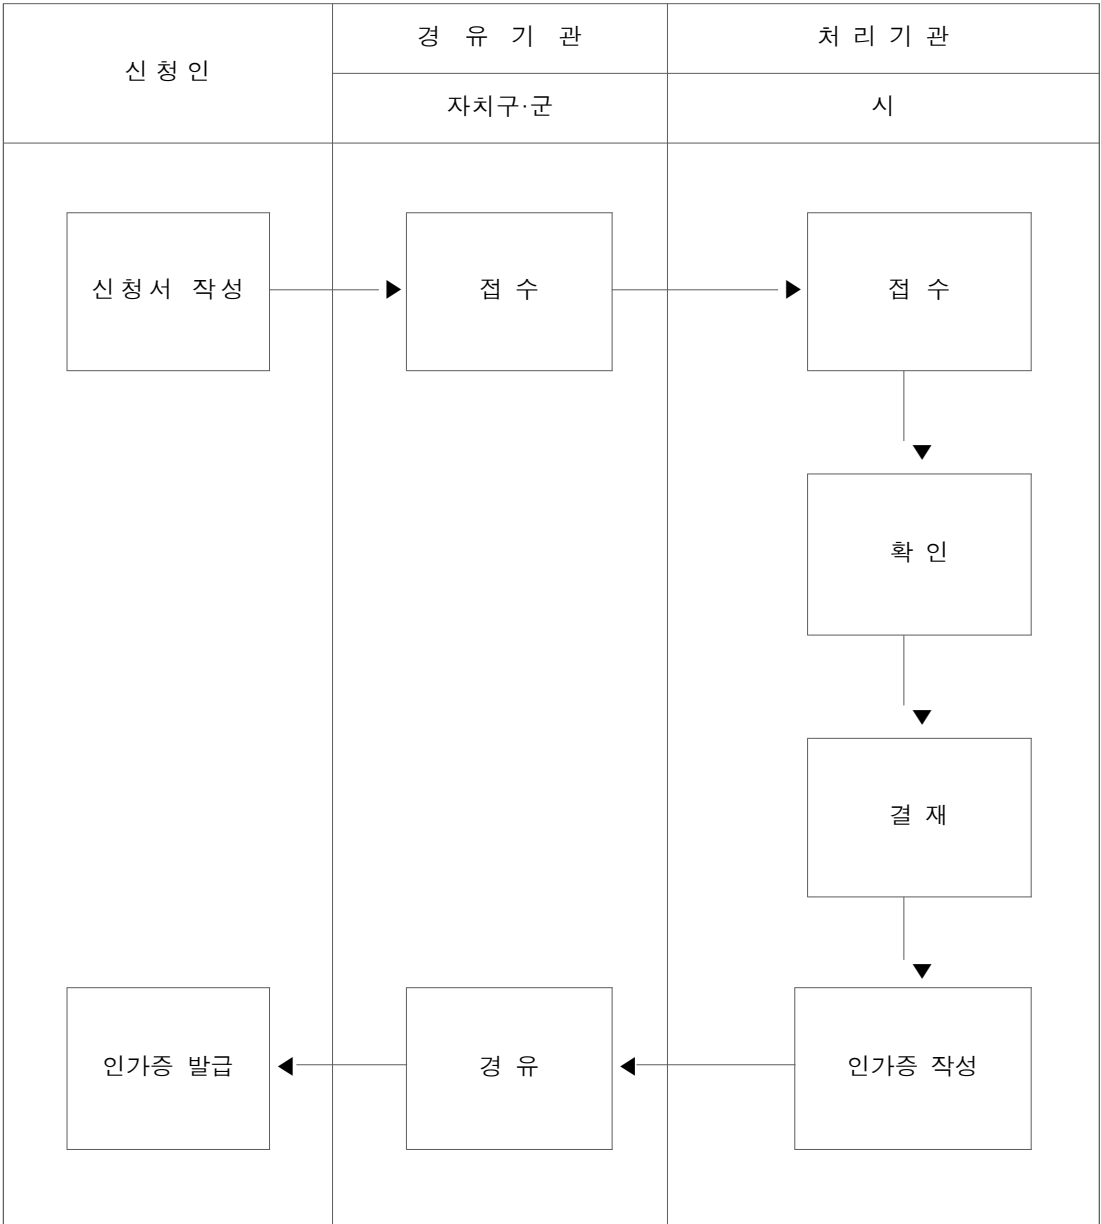 신청인
경 유 기 관
처 리 기 관
자치구·군
시
신청서 작성
접 수
접 수
확 인
결 재
인가증 발급
경 유
인가증 작성